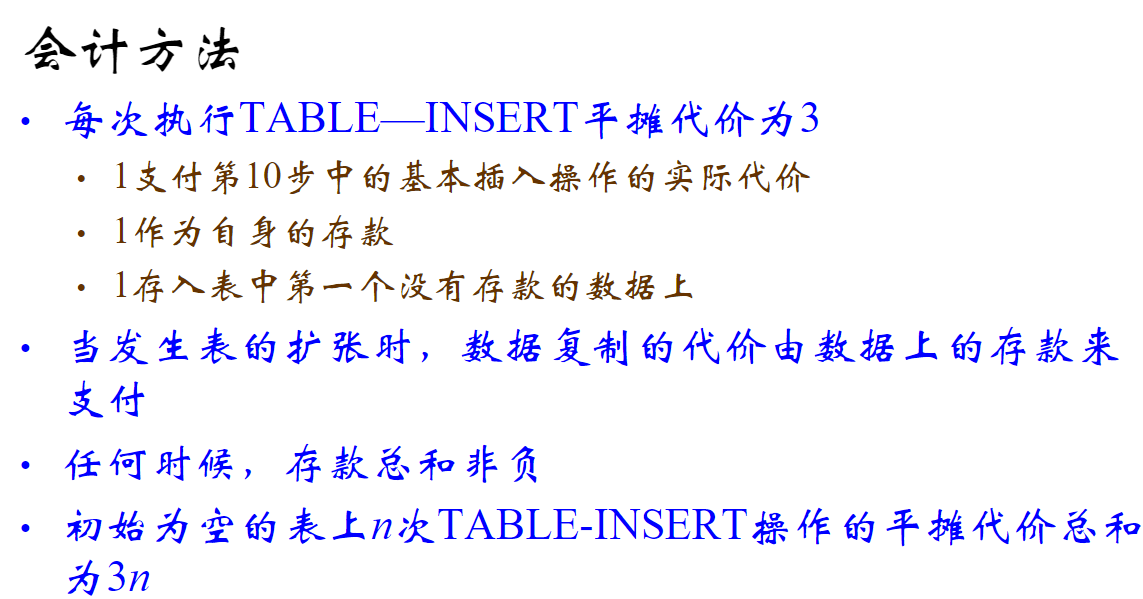 会计方法
• 每次执行TABLE—INSERT平摊代价为3
• 1支付第10步中的基本插入操作的实际代价
• 1作为自身的存款
• 1存入表中第一个没有存款的数据上
• 当发生表的扩张时，数据复制的代价由数据上的存款来
支付
• 任何时候，存款总和非负
• 初始为空的表上n次TABLE-INSERT操作的平摊代价总和
为3n